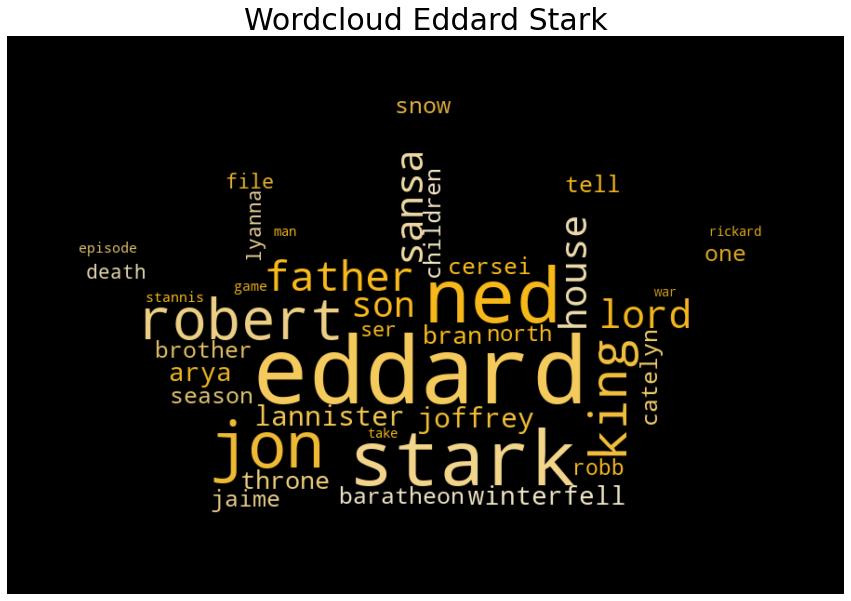 Wordcloud Eddard Stark
snow
file
tell
sansa
children
lyanna
man
house
rickard
episode
one
death
father
cersei
game
stannis
son
ned
war
robert
lord
ser
bran
north
brother
eddard
king
catelyn
arya
season
lannister
joffrey
take
jon
stark
robb
throne
jaime
baratheon
winterfell